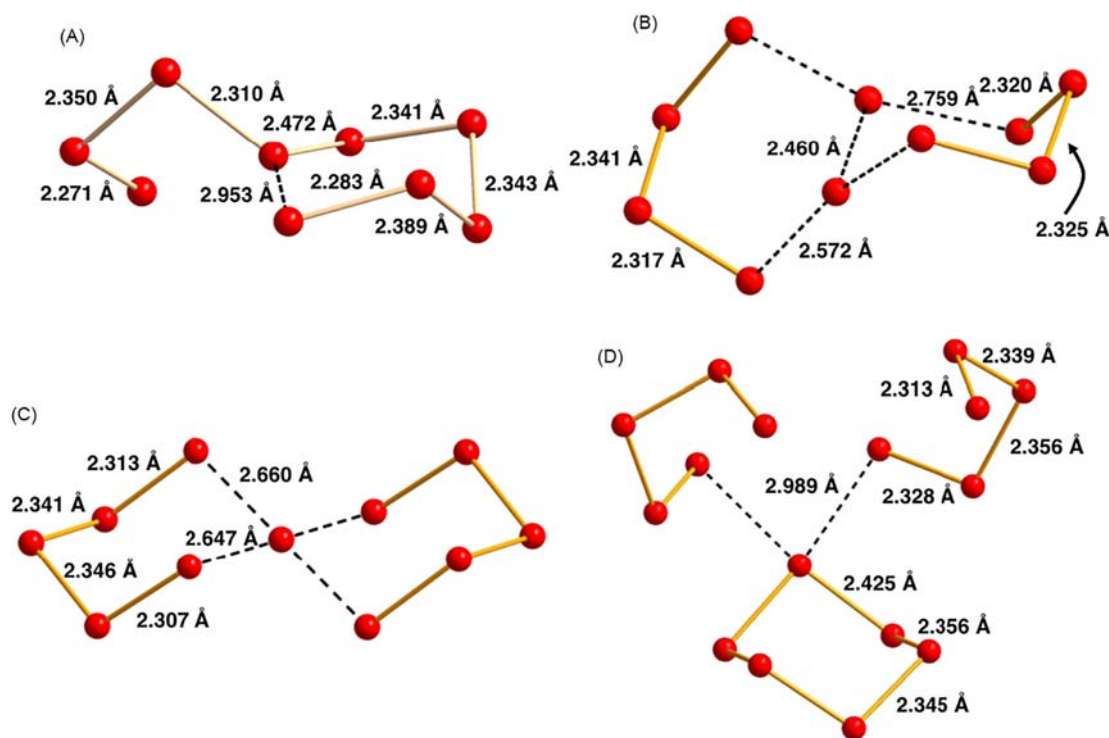 (A)
2.350 Å
2.310 Å
2.472 Å
2.341 Å
2.271 Å
2.953 Å
2.283 Å
2.343 Å
2.389 Å
(B)
2.759 Å
2.320 Å
2.460 Å
2.341 Å
2.325 Å
2.317 Å
2.572 Å
(C)
2.313 Å
2.660 Å
2.341 Å
2.647 Å
2.346 Å
2.307 Å
(D)
2.339 Å
2.313 Å
2.356 Å
2.989 Å
2.328 Å
2.425 Å
2.356 Å
2.345 Å